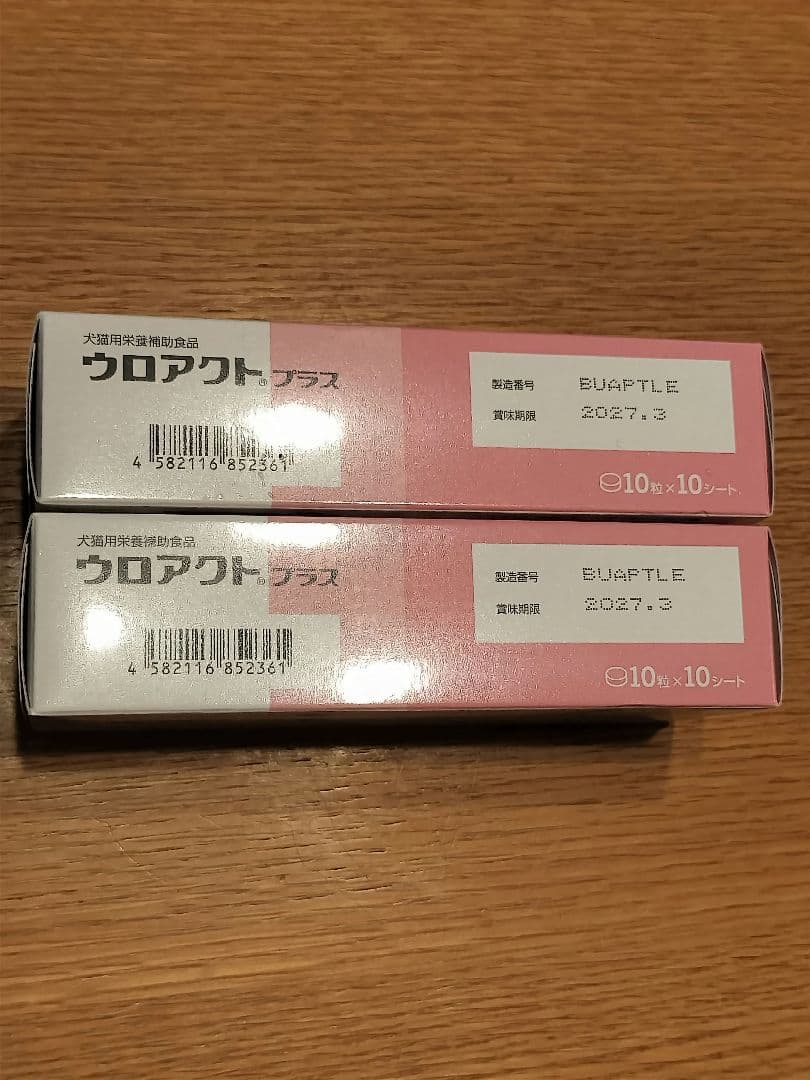 犬猫用栄養補助食品
ウロアクト®プラス
製造番号 BUAPTLE
賞味期限 2027.3
4 582116 852361
10粒×10シート
犬猫用栄養補助食品
ウロアクト®プラス
製造番号 BUAPTLE
賞味期限 2027.3
4 582116 852361
10粒×10シート